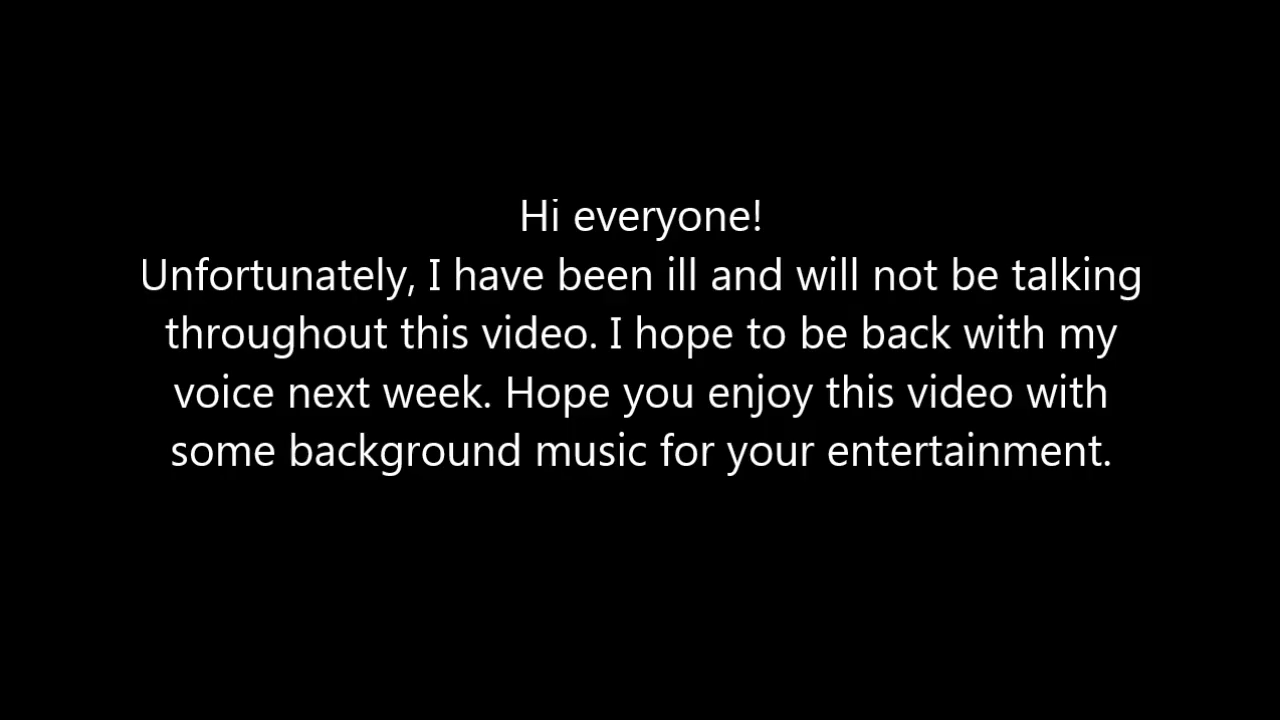 Hi everyone!
Unfortunately, I have been ill and will not be talking
throughout this video. I hope to be back with my
voice next week. Hope you enjoy this video with
some background music for your entertainment.